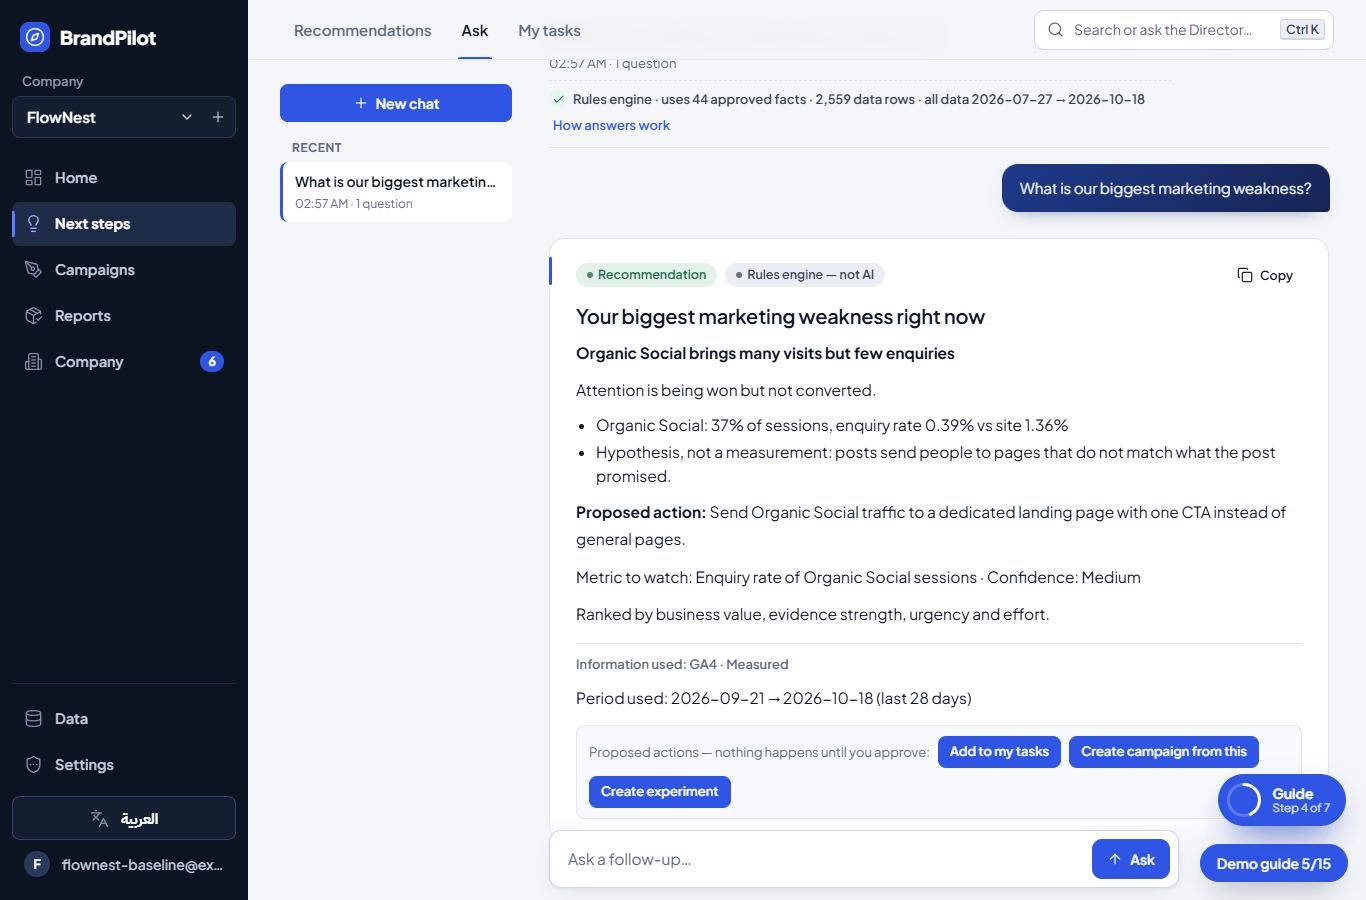 BrandPilot
Company
FlowNest
Home
Next steps
Campaigns
Reports
Company 6
Data
Settings
العربية
F flownest-baseline@ex...
Recommendations Ask My tasks
Search or ask the Director... Ctrl K
New chat
RECENT
What is our biggest marketin...
02:57 AM · 1 question
02:57 AM · 1 question
Rules engine · uses 44 approved facts · 2,559 data rows · all data 2026-07-27 → 2026-10-18
How answers work
What is our biggest marketing weakness?
Recommendation Rules engine — not AI Copy
Your biggest marketing weakness right now
Organic Social brings many visits but few enquiries
Attention is being won but not converted.
• Organic Social: 37% of sessions, enquiry rate 0.39% vs site 1.36%
• Hypothesis, not a measurement: posts send people to pages that do not match what the post
promised.
Proposed action: Send Organic Social traffic to a dedicated landing page with one CTA instead of
general pages.
Metric to watch: Enquiry rate of Organic Social sessions · Confidence: Medium
Ranked by business value, evidence strength, urgency and effort.
Information used: GA4 · Measured
Period used: 2026-09-21 → 2026-10-18 (last 28 days)
Proposed actions — nothing happens until you approve: Add to my tasks Create campaign from this
Create experiment
Guide
Step 4 of 7
Ask a follow-up... Ask
Demo guide 5/15